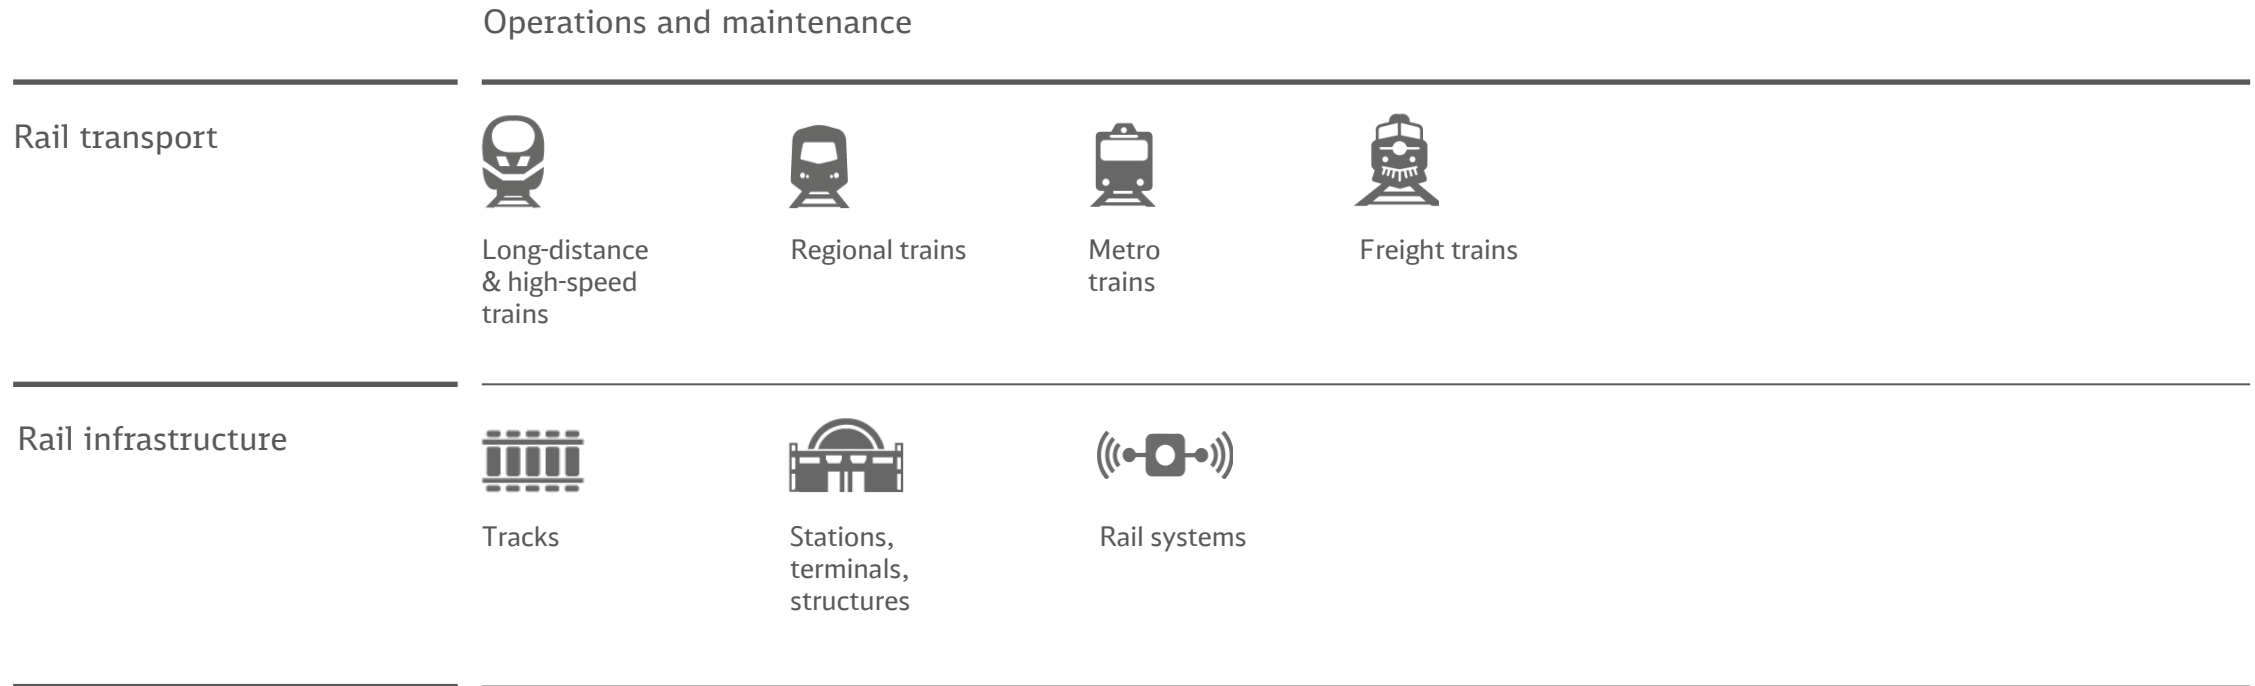 Operations and maintenance
Rail transport
Long-distance
& high-speed
trains
Regional trains
Metro
trains
Freight trains
Rail infrastructure
Tracks
Stations,
terminals,
structures
Rail systems